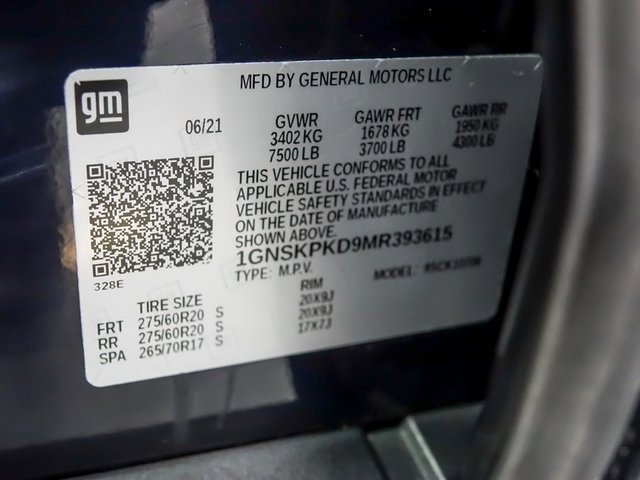 gm
MFD BY GENERAL MOTORS LLC
06/21
GVWR GAWR FRT GAWR RR
3402 KG 1678 KG 1950 KG
7500 LB 3700 LB 4300 LB
THIS VEHICLE CONFORMS TO ALL
APPLICABLE U.S. FEDERAL MOTOR
VEHICLE SAFETY STANDARDS IN EFFECT
ON THE DATE OF MANUFACTURE
SHOWN ABOVE.
1GNSKPKD9MR393615
TYPE: M.P.V. MODEL:
328E
TIRE SIZE RIM
FRT 275/60R20 S 20X9J
RR 275/60R20 S 20X9J
SPA 265/70R17 S 17X7J